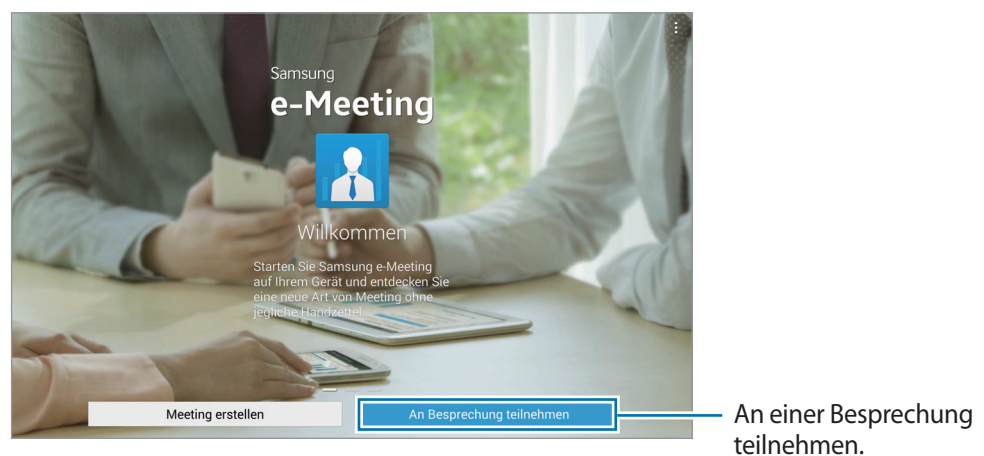 Samsung
e-Meeting
Willkommen
Starten Sie Samsung e-Meeting
auf Ihrem Gerät und entdecken Sie
eine neue Art von Meeting ohne
jegliche Handzettel.
Meeting erstellen
An Besprechung teilnehmen
An einer Besprechung
teilnehmen.